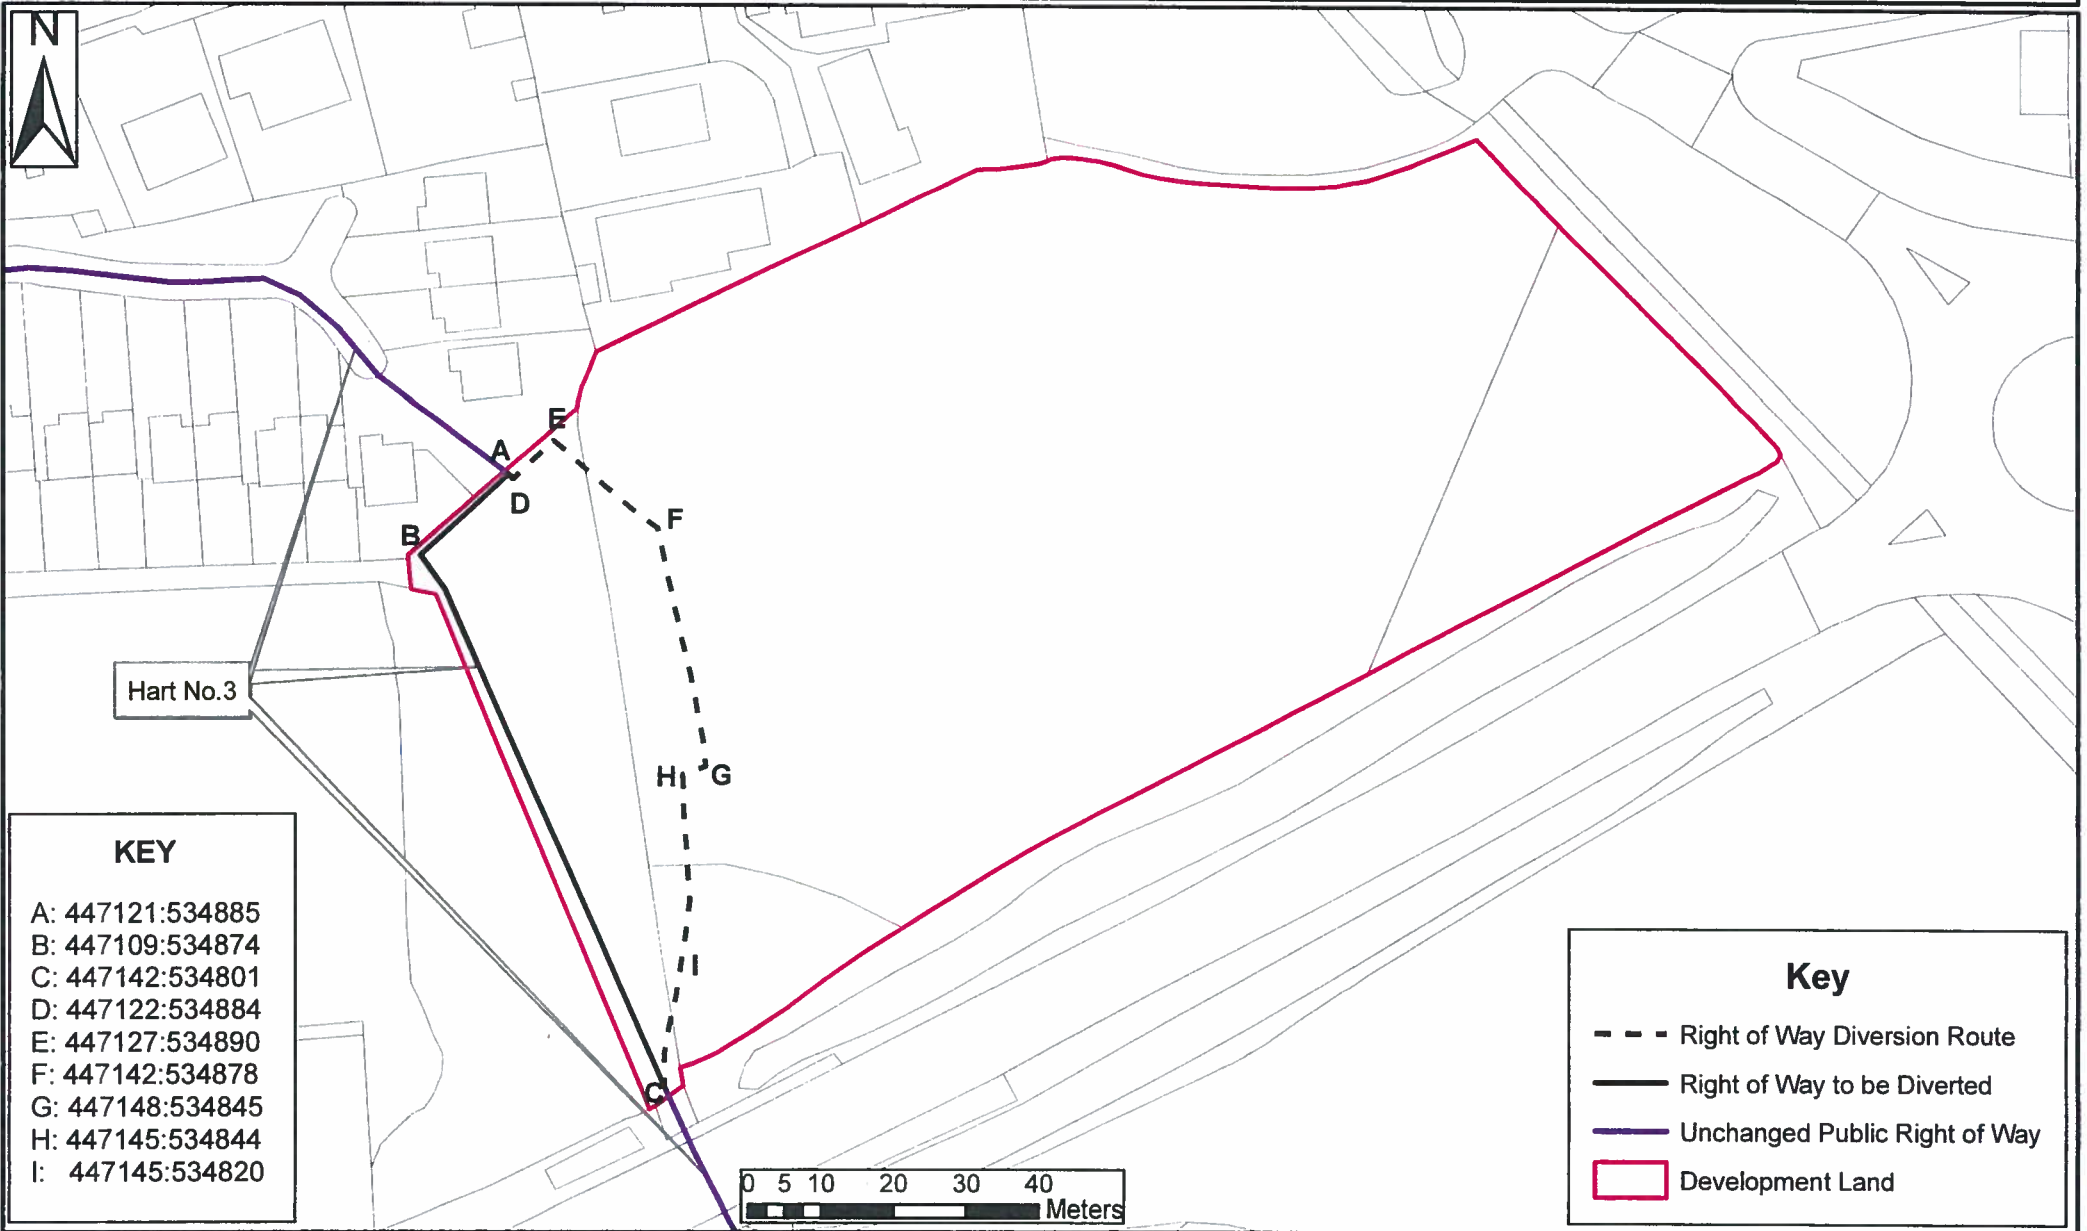 N
E
A
D
F
B
Hart No.3
H
G
I
C
KEY
A: 447121:534885
B: 447109:534874
C: 447142:534801
D: 447122:534884
E: 447127:534890
F: 447142:534878
G: 447148:534845
H: 447145:534844
I: 447145:534820
0 5 10 20 30 40
Meters
Key
Right of Way Diversion Route
Right of Way to be Diverted
Unchanged Public Right of Way
Development Land